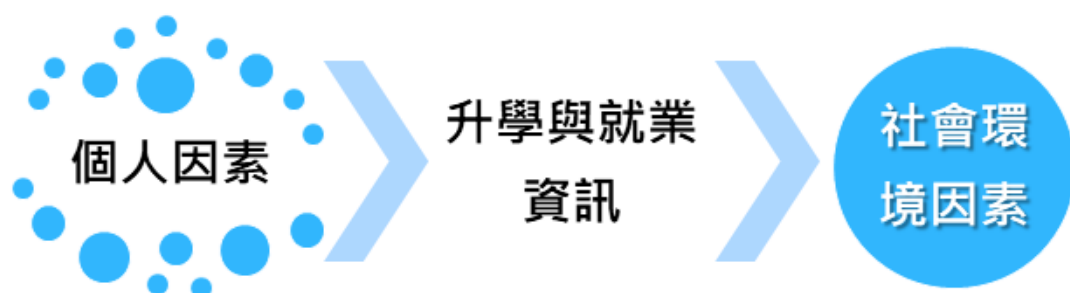 個人因素
升學與就業
資訊
社會環
境因素